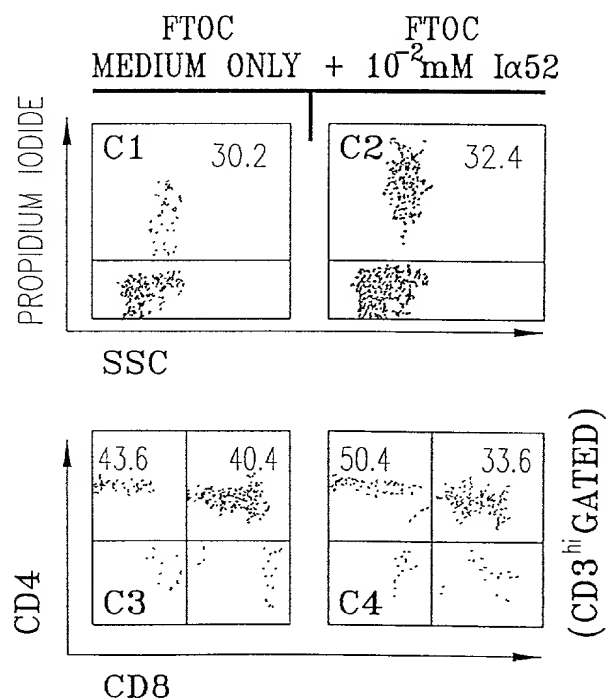 FTOC FTOC
MEDIUM ONLY + 10⁻²mM Iα52
PROPIDIUM IODIDE
C1 30.2
C2 32.4
SSC
CD4
43.6 40.4
C3
50.4 33.6
C4
(CD3ʰⁱ GATED)
CD8